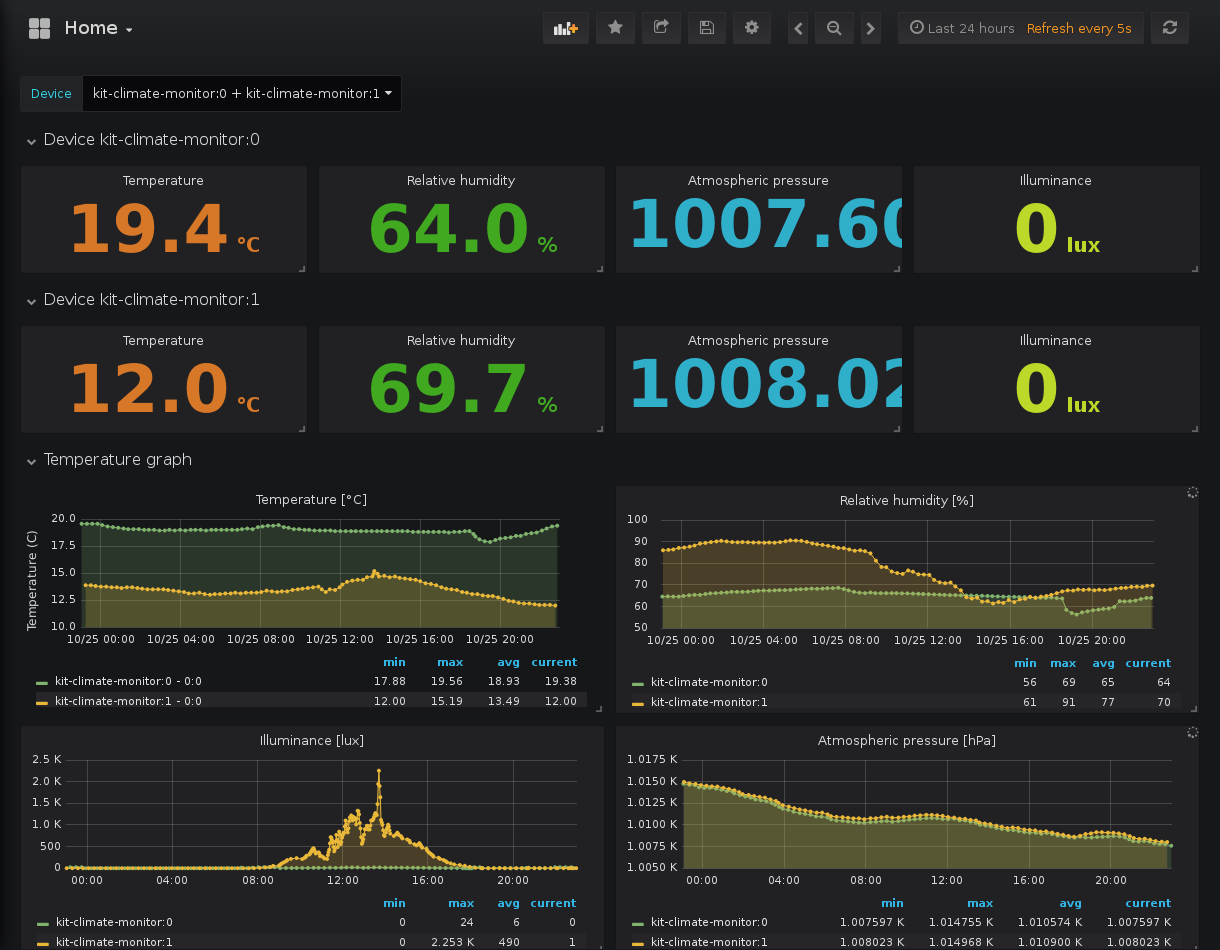 Home
Last 24 hours Refresh every 5s
Device kit-climate-monitor:0 + kit-climate-monitor:1
Device kit-climate-monitor:0
Temperature
19.4 °C
Relative humidity
64.0 %
Atmospheric pressure
1007.60
Illuminance
0 lux
Device kit-climate-monitor:1
Temperature
12.0 °C
Relative humidity
69.7 %
Atmospheric pressure
1008.02
Illuminance
0 lux
Temperature graph
Temperature [°C]
Temperature (C)
20.0
17.5
15.0
12.5
10.0
10/25 00:00 10/25 04:00 10/25 08:00 10/25 12:00 10/25 16:00 10/25 20:00
min max avg current
kit-climate-monitor:0 - 0:0 17.88 19.56 18.93 19.38
kit-climate-monitor:1 - 0:0 12.00 15.19 13.49 12.00
Relative humidity [%]
100
90
80
70
60
50
10/25 00:00 10/25 04:00 10/25 08:00 10/25 12:00 10/25 16:00 10/25 20:00
min max avg current
kit-climate-monitor:0 56 69 65 64
kit-climate-monitor:1 61 91 77 70
Illuminance [lux]
2.5 K
2.0 K
1.5 K
1.0 K
500
0
00:00 04:00 08:00 12:00 16:00 20:00
min max avg current
kit-climate-monitor:0 0 24 6 0
kit-climate-monitor:1 0 2.253 K 490 1
Atmospheric pressure [hPa]
1.0175 K
1.0150 K
1.0125 K
1.0100 K
1.0075 K
1.0050 K
00:00 04:00 08:00 12:00 16:00 20:00
min max avg current
kit-climate-monitor:0 1.007597 K 1.014755 K 1.010574 K 1.007597 K
kit-climate-monitor:1 1.008023 K 1.014968 K 1.010900 K 1.008023 K